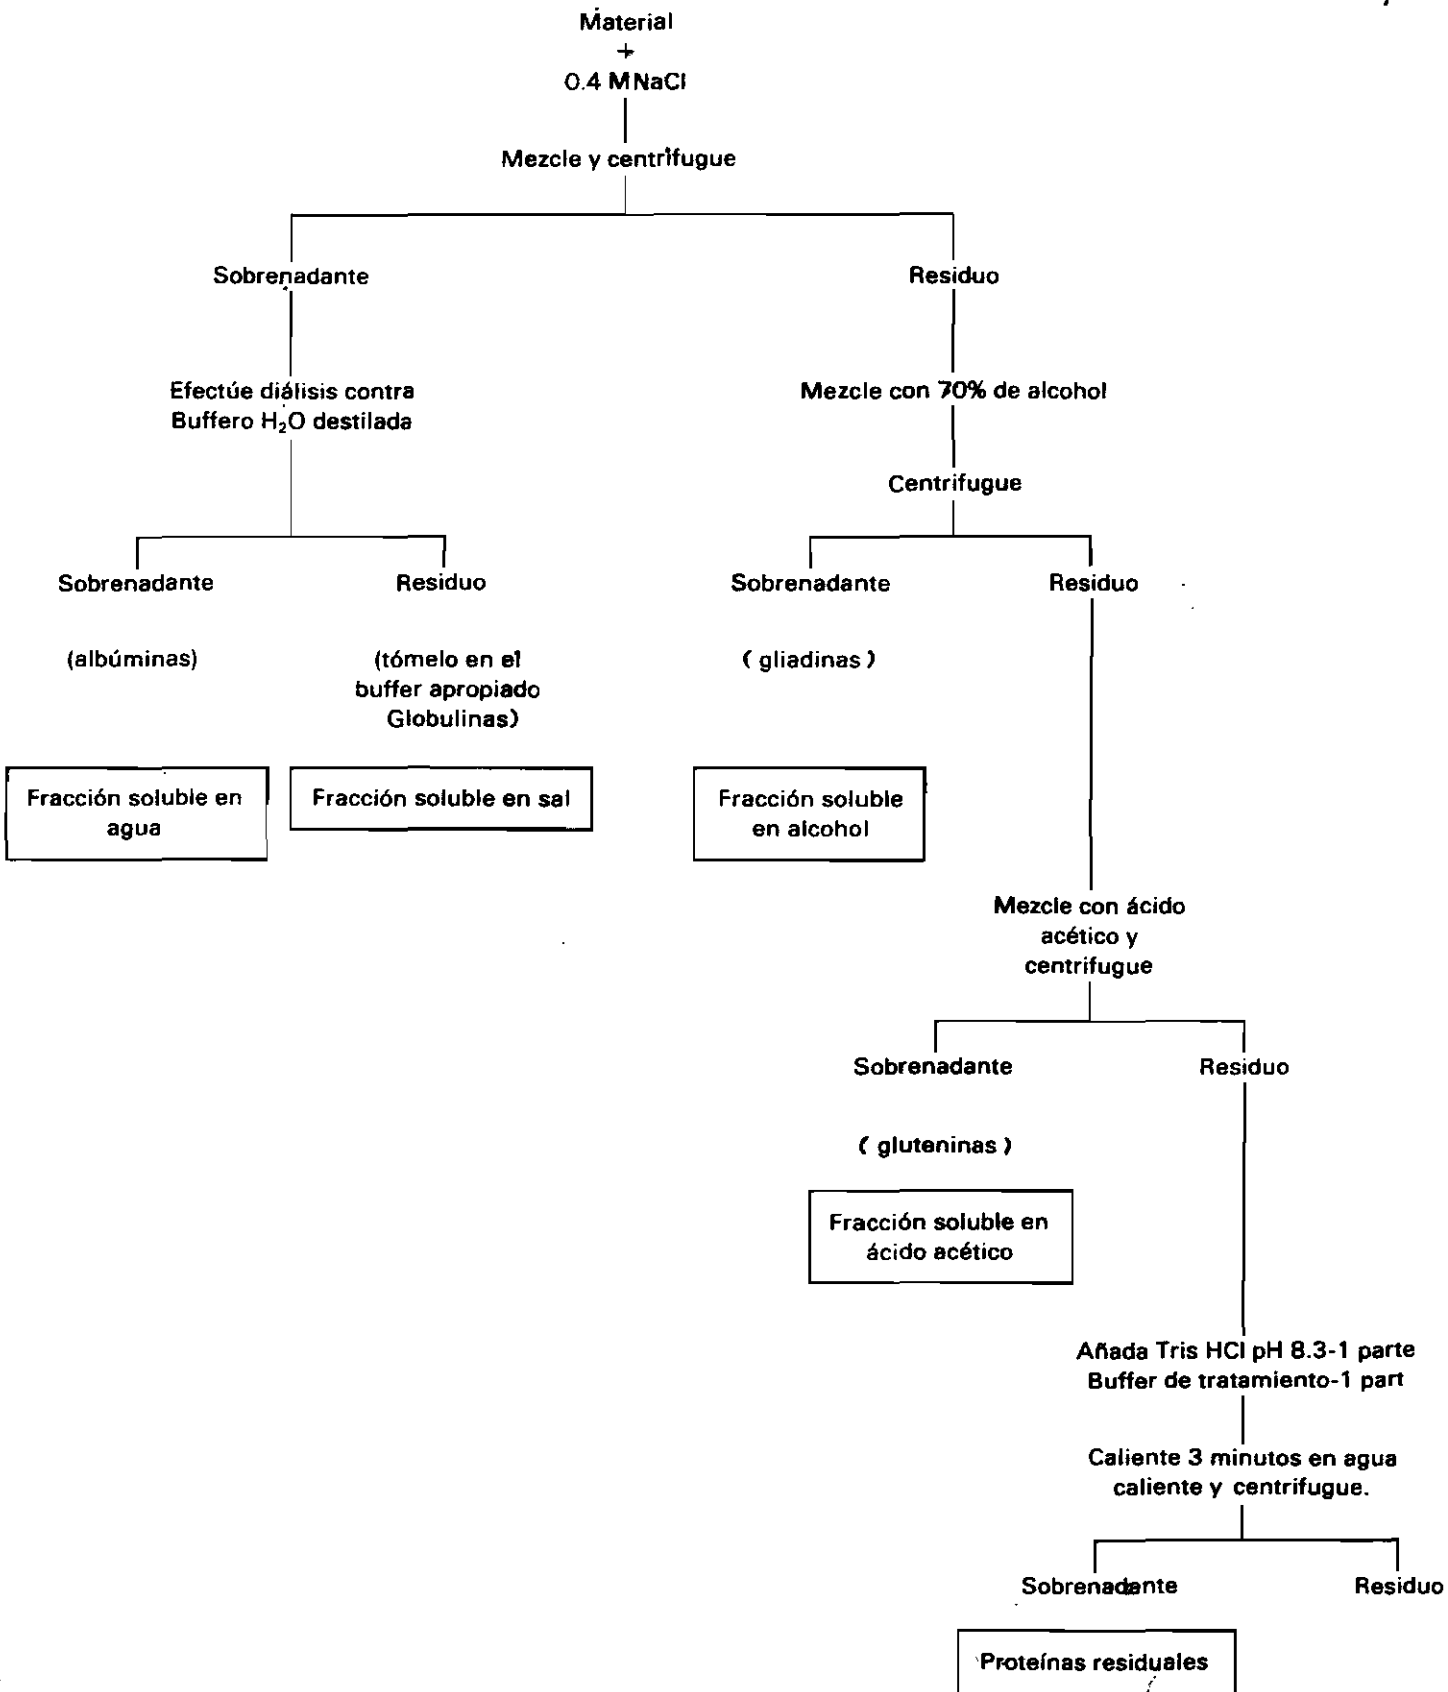 Material
+
0.4 M NaCl
Mezcle y centrifugue
Sobrenadante
Residuo
Efectúe diálisis contra
Buffero H₂O destilada
Mezcle con 70% de alcohol
Centrifugue
Sobrenadante
Residuo
Sobrenadante
Residuo
(albúminas)
(tómelo en el
buffer apropiado
Globulinas)
( gliadinas )
Fracción soluble en
agua
Fracción soluble en sal
Fracción soluble
en alcohol
Mezcle con ácido
acético y
centrifugue
Sobrenadante
Residuo
( gluteninas )
Fracción soluble en
ácido acético
Añada Tris HCl pH 8.3-1 parte
Buffer de tratamiento-1 part
Caliente 3 minutos en agua
caliente y centrifugue.
Sobrenadante
Residuo
Proteínas residuales